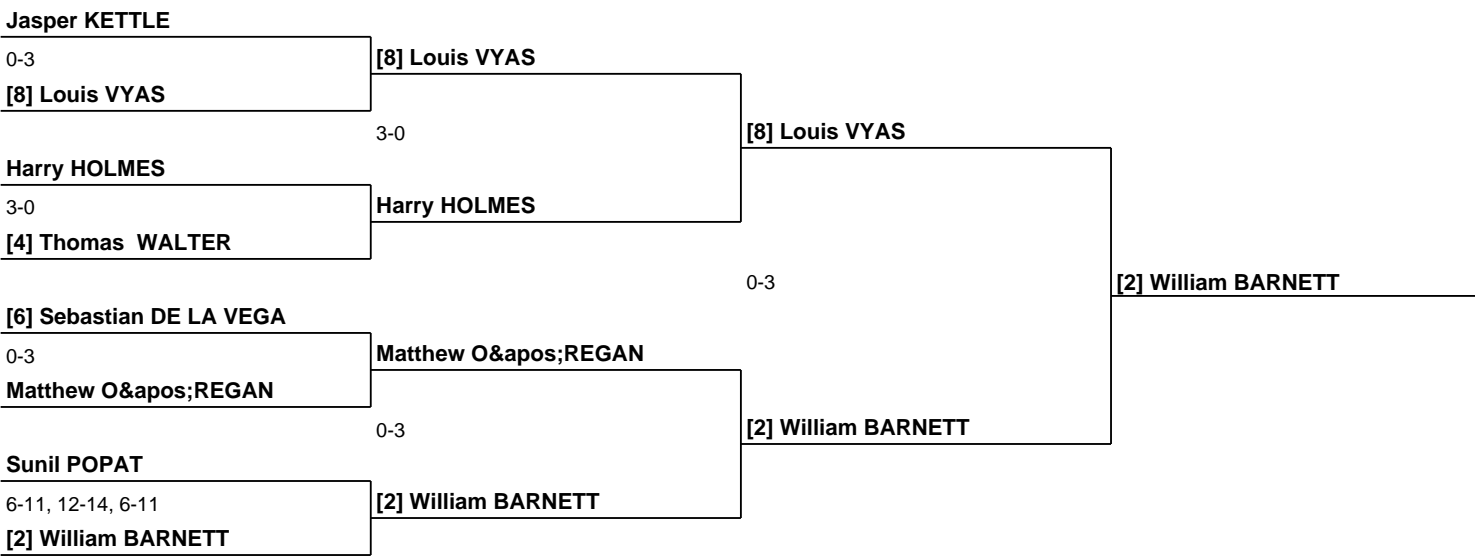 Jasper KETTLE
0-3
[8] Louis VYAS
[8] Louis VYAS
3-0
[8] Louis VYAS
Harry HOLMES
3-0
Harry HOLMES
[4] Thomas  WALTER
0-3
[2] William BARNETT
[6] Sebastian DE LA VEGA
0-3
Matthew O&apos;REGAN
Matthew O&apos;REGAN
0-3
[2] William BARNETT
Sunil POPAT
6-11, 12-14, 6-11
[2] William BARNETT
[2] William BARNETT